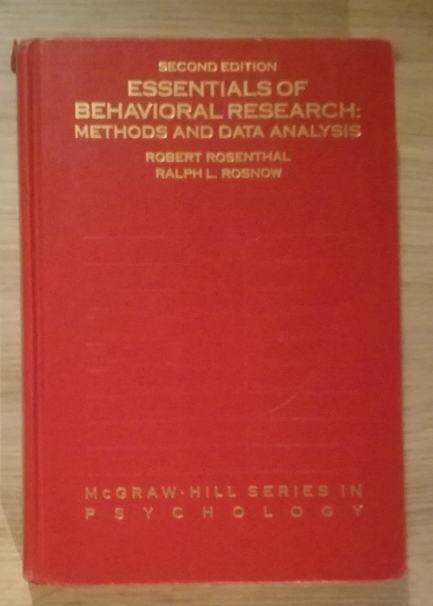 SECOND EDITION
ESSENTIALS OF
BEHAVIORAL RESEARCH:
METHODS AND DATA ANALYSIS
ROBERT ROSENTHAL
RALPH L. ROSNOW
McGRAW-HILL SERIES IN
PSYCHOLOGY